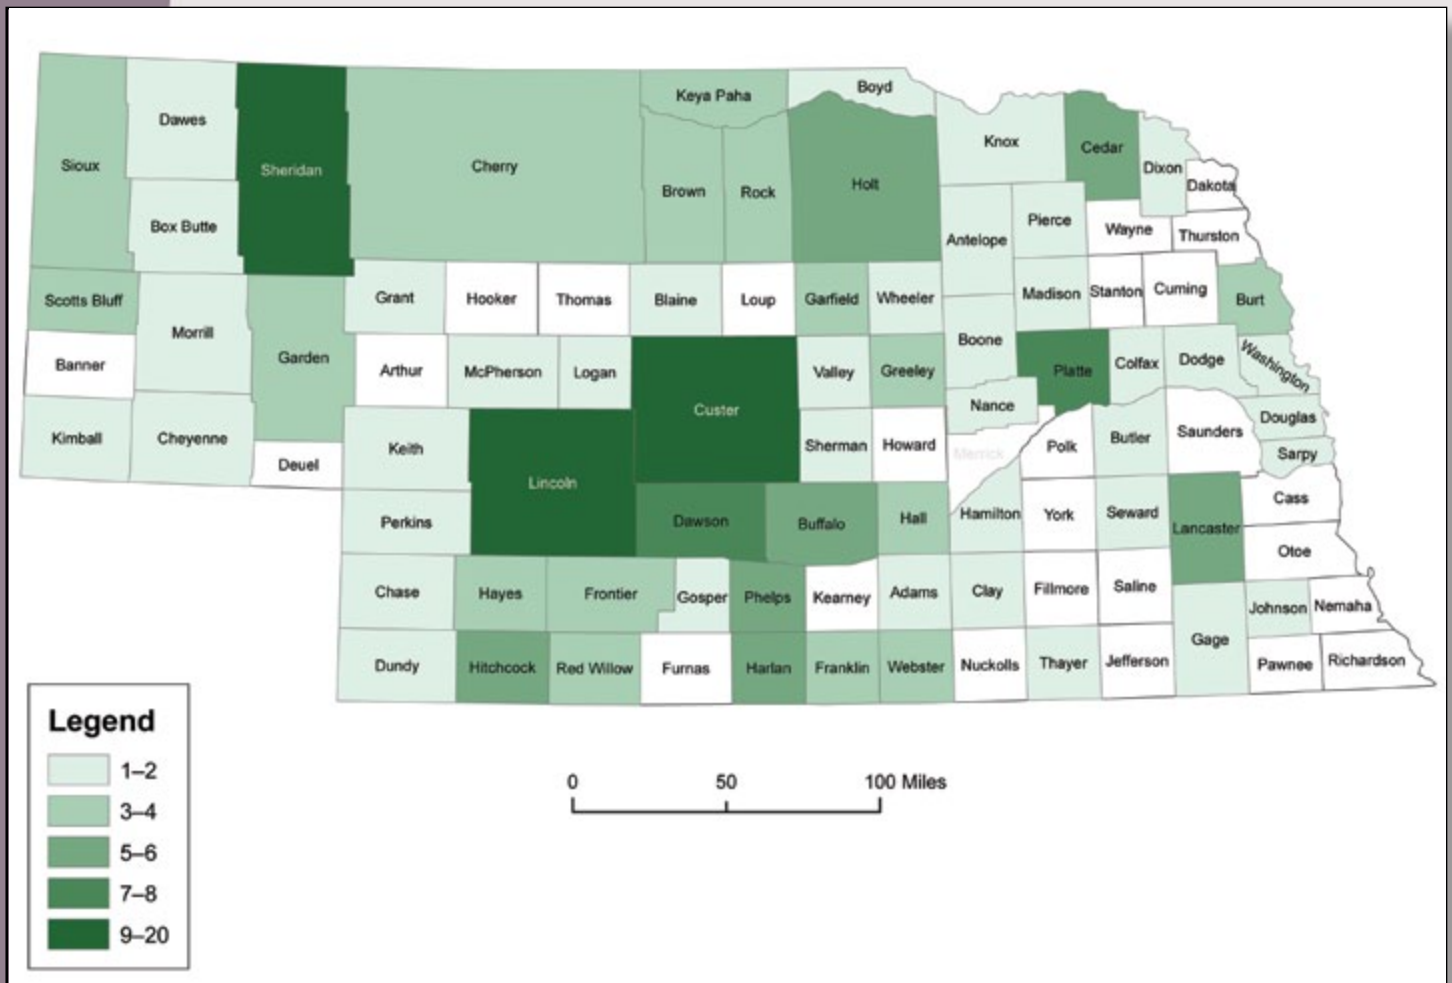 Boyd
Keya Paha
Dawes
Knox
Cedar
Sioux
Sheridan
Cherry
Dixon
Brown
Rock
Holt
Dakota
Box Butte
Pierce
Wayne
Thurston
Antelope
Scotts Bluff
Grant
Hooker
Thomas
Blaine
Loup
Garfield
Wheeler
Madison
Stanton
Cuming
Burt
Morrill
Garden
Boone
Banner
Arthur
McPherson
Logan
Valley
Greeley
Platte
Colfax
Dodge
Washington
Custer
Nance
Kimball
Cheyenne
Keith
Sherman
Howard
Merrick
Polk
Butler
Saunders
Douglas
Sarpy
Deuel
Lincoln
Perkins
Dawson
Buffalo
Hall
Hamilton
York
Seward
Lancaster
Cass
Otoe
Chase
Hayes
Frontier
Gosper
Phelps
Kearney
Adams
Clay
Fillmore
Saline
Johnson
Nemaha
Dundy
Hitchcock
Red Willow
Furnas
Harlan
Franklin
Webster
Nuckolls
Thayer
Jefferson
Gage
Pawnee
Richardson
Legend
1–2
3–4
5–6
7–8
9–20
0 50 100 Miles